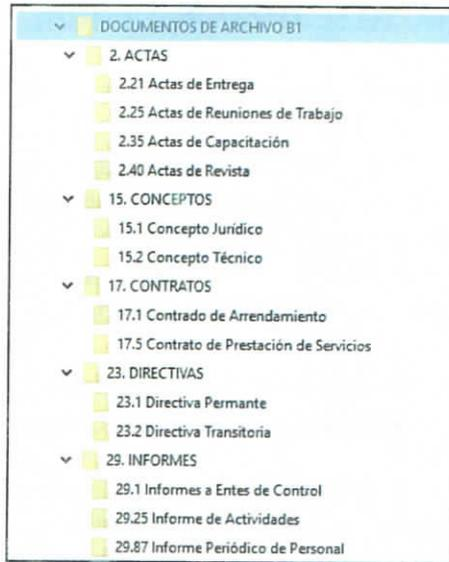 DOCUMENTOS DE ARCHIVO B1
2. ACTAS
2.21 Actas de Entrega
2.25 Actas de Reuniones de Trabajo
2.35 Actas de Capacitación
2.40 Actas de Revista
15. CONCEPTOS
15.1 Concepto Jurídico
15.2 Concepto Técnico
17. CONTRATOS
17.1 Contrado de Arrendamiento
17.5 Contrato de Prestación de Servicios
23. DIRECTIVAS
23.1 Directiva Permante
23.2 Directiva Transitoria
29. INFORMES
29.1 Informes a Entes de Control
29.25 Informe de Actividades
29.87 Informe Periódico de Personal